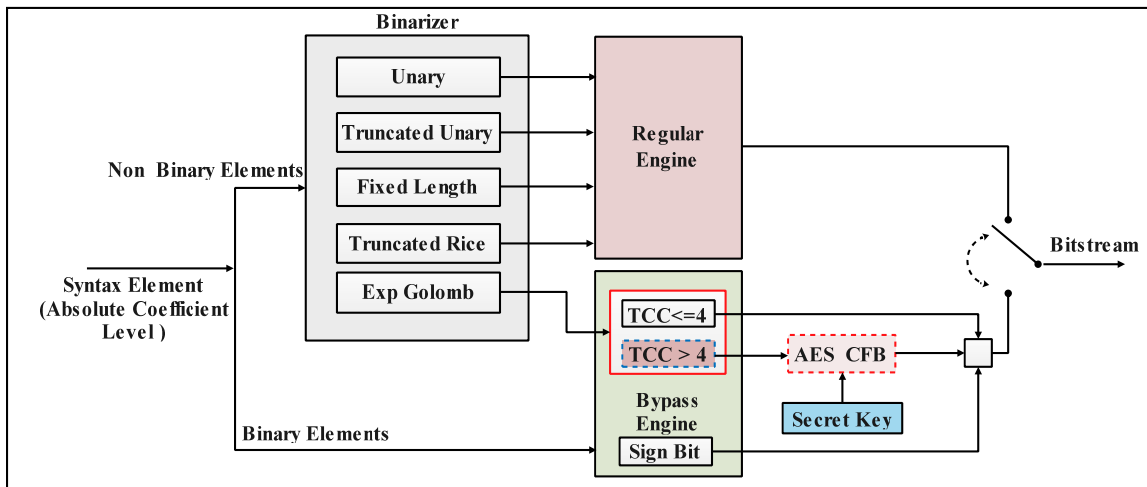 Binarizer
Unary
Truncated Unary
Fixed Length
Truncated Rice
Exp Golomb
Non Binary Elements
Syntax Element
(Absolute Coefficient
Level )
Binary Elements
Regular
Engine
TCC<=4
TCC > 4
Bypass
Engine
Sign Bit
AES CFB
Secret Key
Bitstream